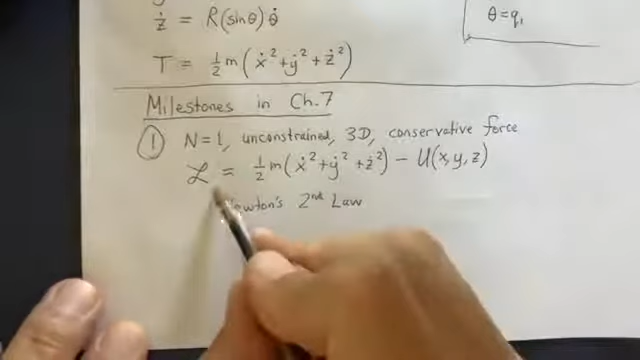 ż = R(sinθ)θ̇
θ = q₁
T = ½m(ẋ² + ẏ² + ż²)
Milestones in Ch.7
① N=1, unconstrained, 3D, conservative force
ℒ = ½m(ẋ² + ẏ² + ż²) − U(x,y,z)
Newton's 2nd Law